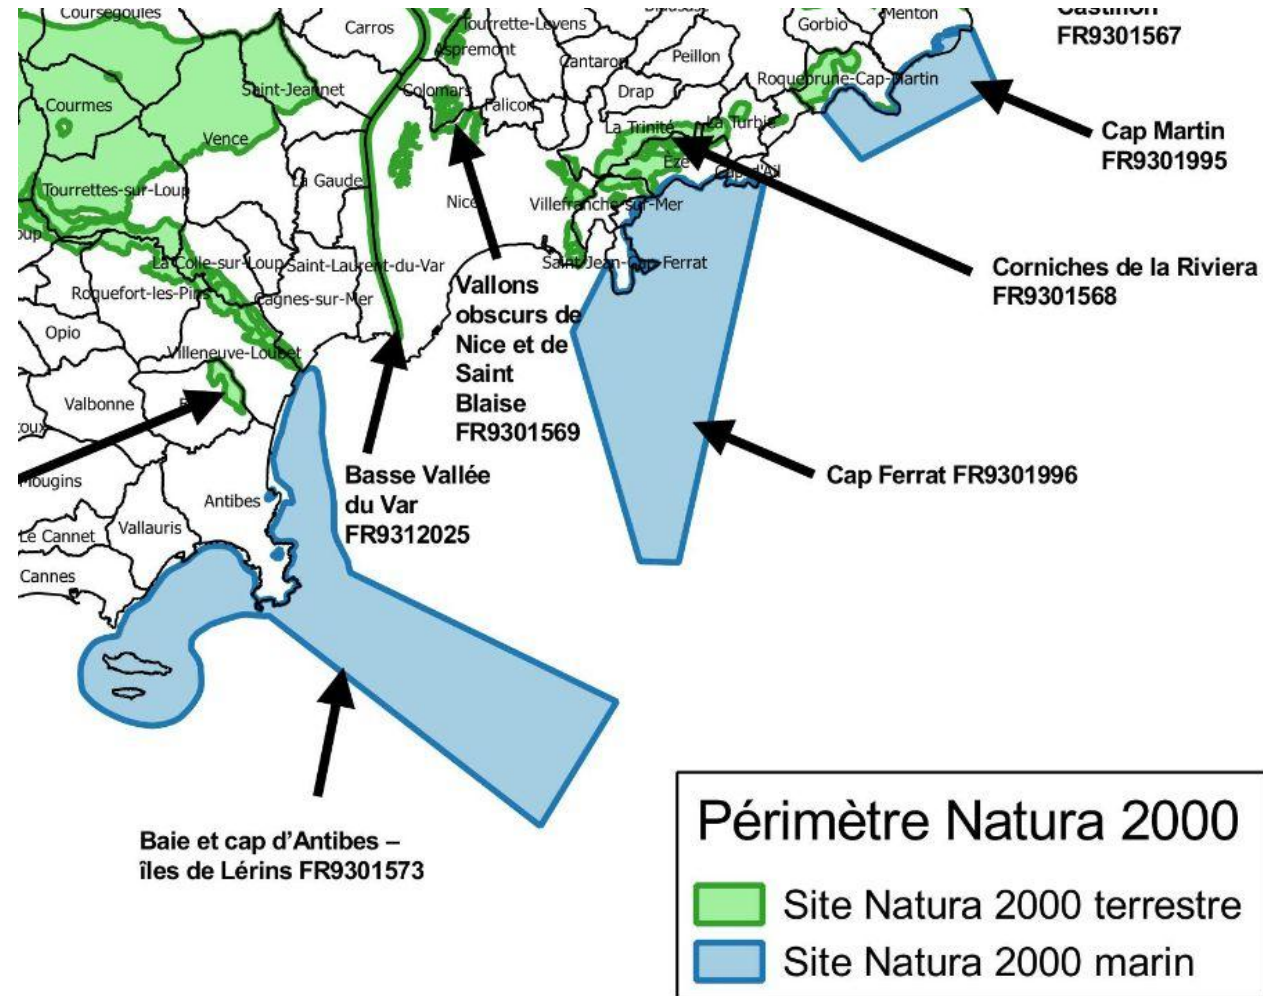 Coursegoules
Carros
Tourrette-Levens
Gorbio
Menton
FR9301567
Aspremont
Cantaron
Peillon
Saint-Jeannet
Colomars
Falicon
Drap
Roquebrune-Cap-Martin
Courmes
La Trinité
La Turbie
Cap Martin
FR9301995
Vence
Eze
Cap d'Ail
La Gaude
Tourrettes-sur-Loup
Nice
Villefranche-sur-Mer
La Colle-sur-Loup
Saint-Laurent-du-Var
Saint-Jean-Cap-Ferrat
Corniches de la Riviera
FR9301568
Roquefort-les-Pins
Cagnes-sur-Mer
Vallons
obscurs de
Nice et de
Saint
Blaise
FR9301569
Opio
Villeneuve-Loubet
Valbonne
Mougins
Antibes
Basse Vallée
du Var
FR9312025
Cap Ferrat FR9301996
Le Cannet
Vallauris
Cannes
Baie et cap d’Antibes –
îles de Lérins FR9301573
Périmètre Natura 2000
Site Natura 2000 terrestre
Site Natura 2000 marin